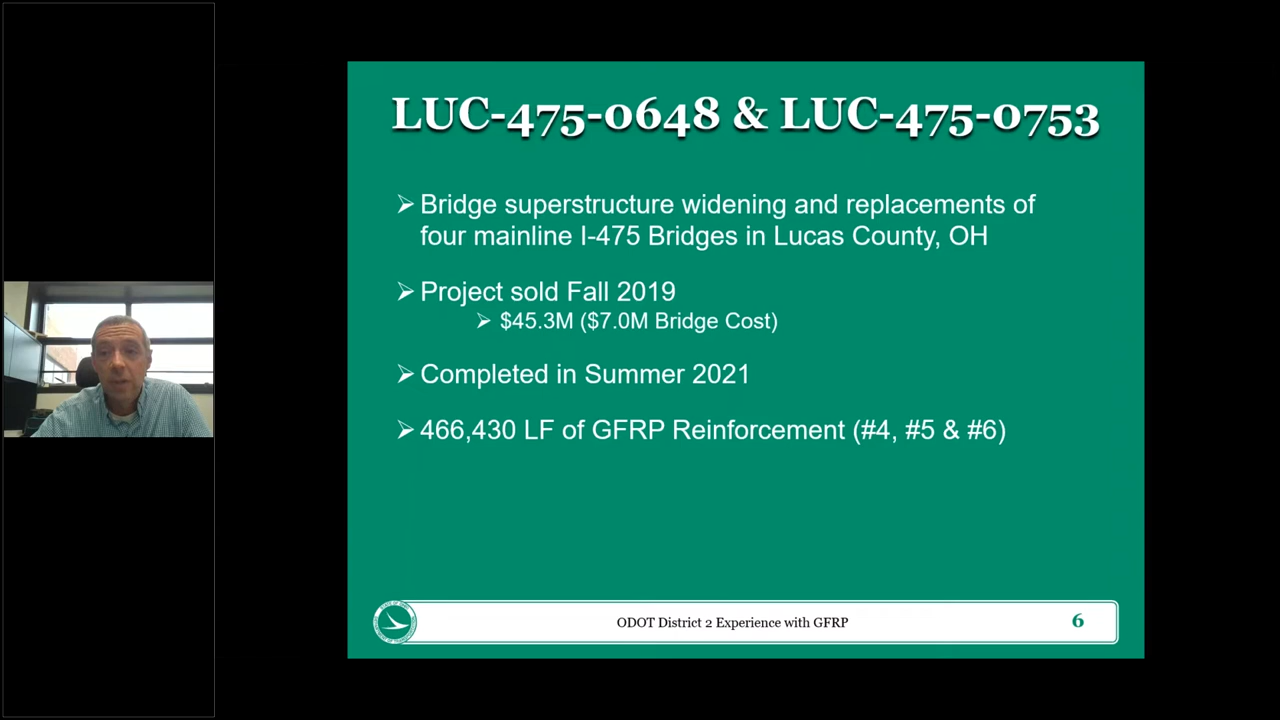 LUC-475-0648 & LUC-475-0753
➢ Bridge superstructure widening and replacements of
four mainline I-475 Bridges in Lucas County, OH
➢ Project sold Fall 2019
➢ $45.3M ($7.0M Bridge Cost)
➢ Completed in Summer 2021
➢ 466,430 LF of GFRP Reinforcement (#4, #5 & #6)
ODOT District 2 Experience with GFRP
6